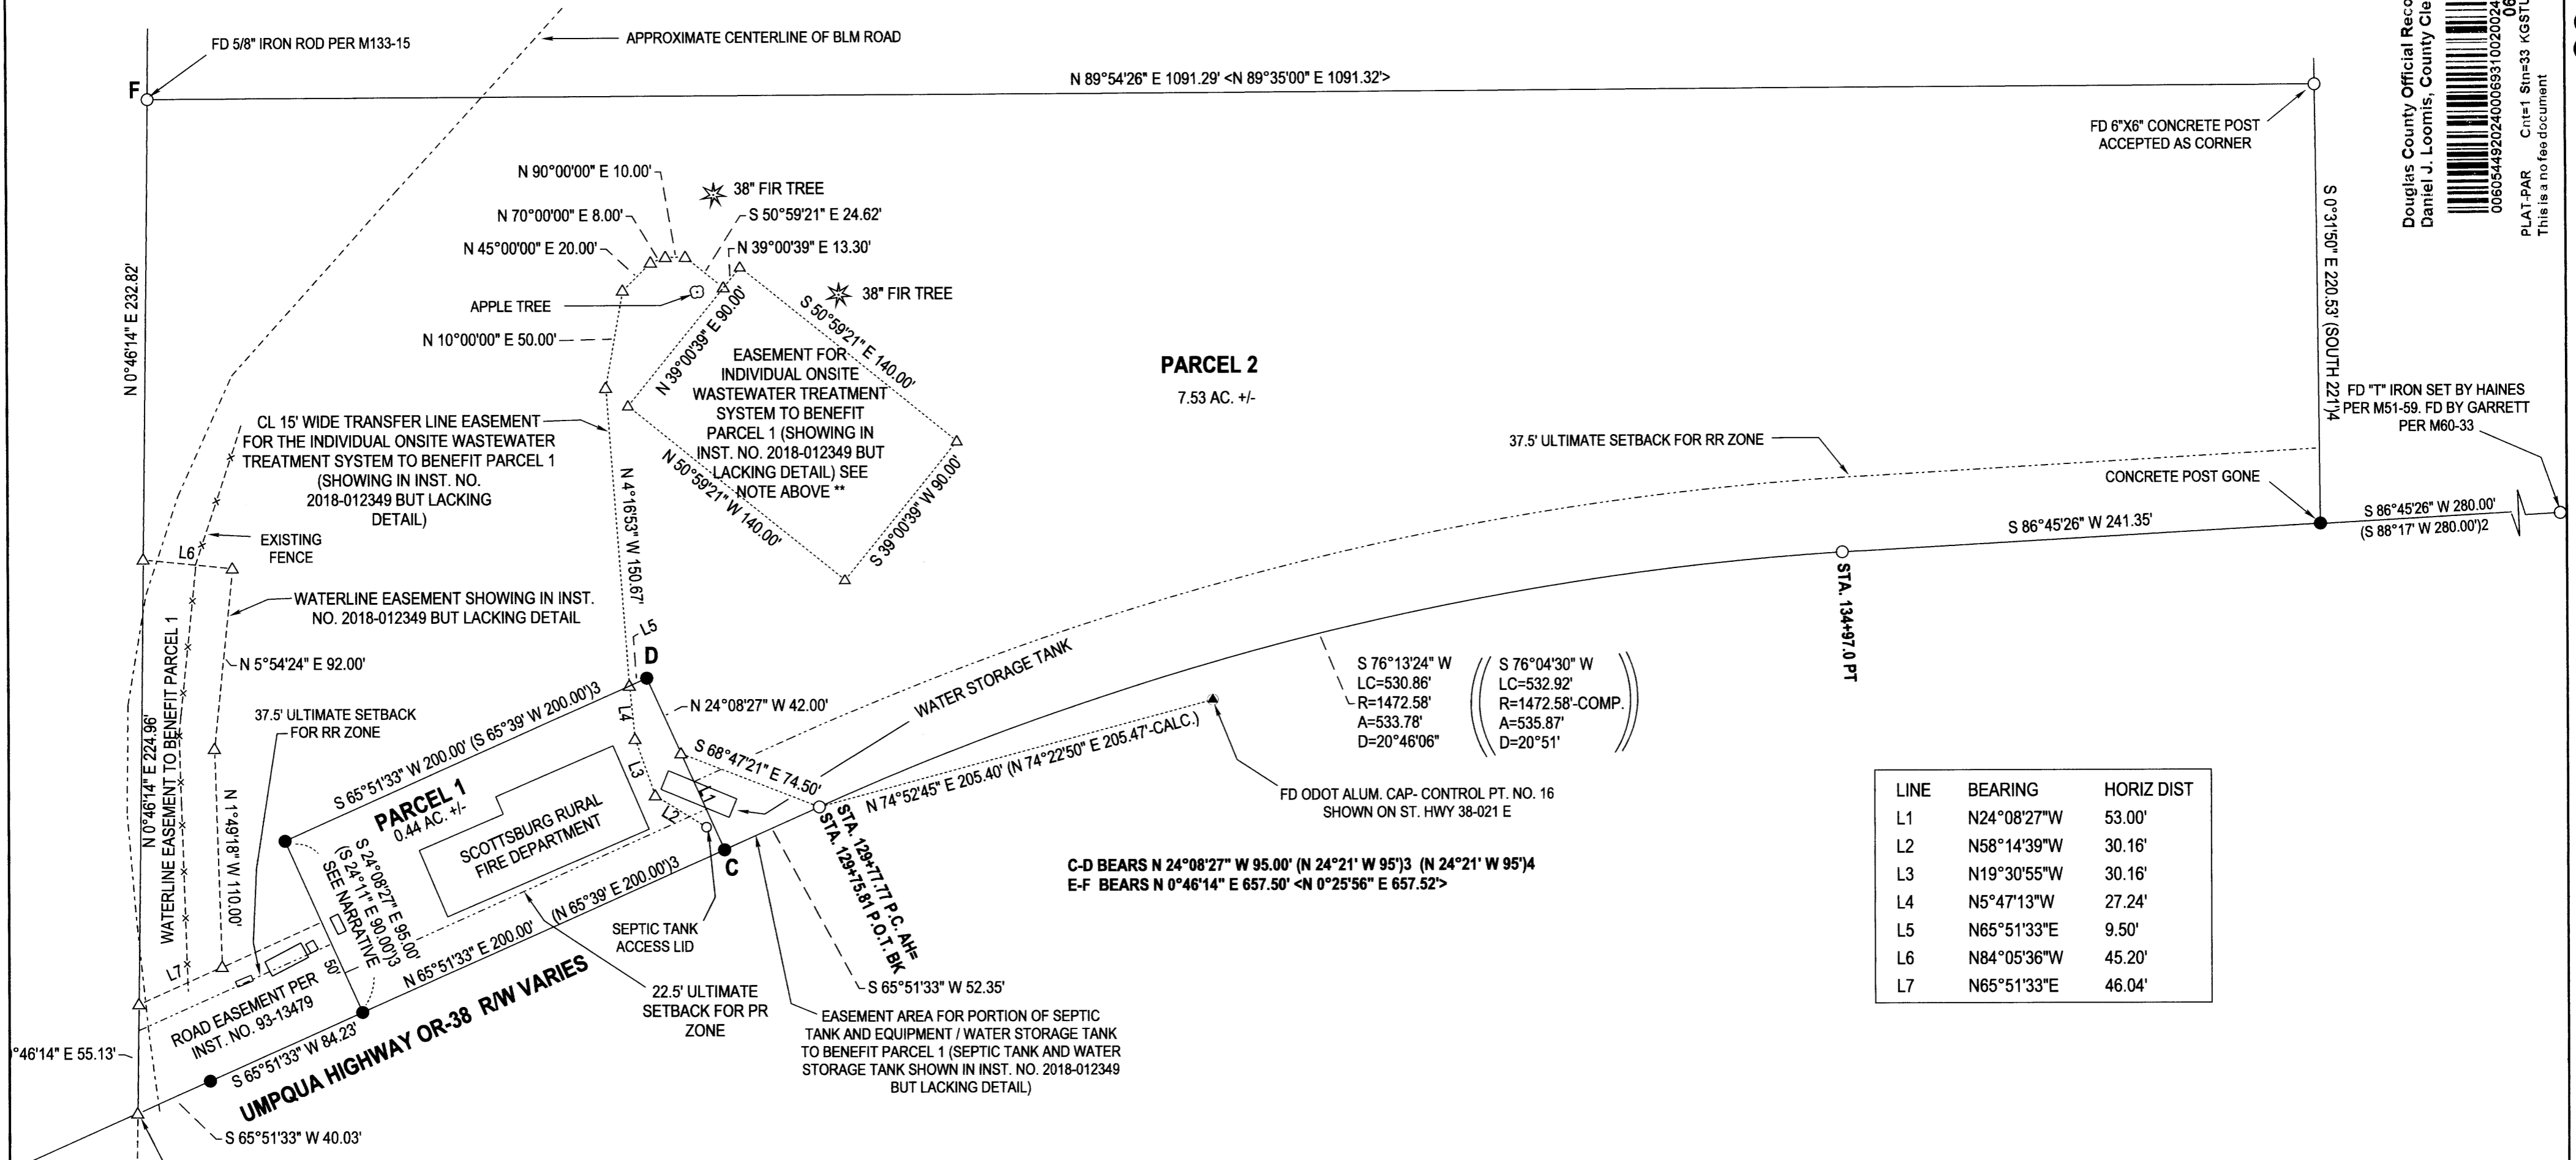 FD 5/8" IRON ROD PER M133-15
APPROXIMATE CENTERLINE OF BLM ROAD
F
N 89°54'26" E 1091.29' <N 89°35'00" E 1091.32'>
FD 6"X6" CONCRETE POST
ACCEPTED AS CORNER
Douglas County Official Reco
Daniel J. Loomis, County Cle
PLAT-PAR Cnt=1 Stn=33 KGSTU
This is a no fee document
N 90°00'00" E 10.00'
38" FIR TREE
N 70°00'00" E 8.00'
S 50°59'21" E 24.62'
N 45°00'00" E 20.00'
N 39°00'39" E 13.30'
APPLE TREE
38" FIR TREE
N 10°00'00" E 50.00'
N 0°46'14" E 232.82'
S 0°31'50" E 220.53' (SOUTH 221')4
N 39°00'39" E 90.00'
S 50°59'21" E 140.00'
EASEMENT FOR
INDIVIDUAL ONSITE
WASTEWATER TREATMENT
SYSTEM TO BENEFIT
PARCEL 1 (SHOWING IN
INST. NO. 2018-012349 BUT
LACKING DETAIL) SEE
NOTE ABOVE **
N 50°59'21" W 140.00'
S 39°00'39" W 90.00'
PARCEL 2
7.53 AC. +/-
FD "T" IRON SET BY HAINES
PER M51-59. FD BY GARRETT
PER M60-33
37.5' ULTIMATE SETBACK FOR RR ZONE
CONCRETE POST GONE
S 86°45'26" W 280.00'
(S 88°17' W 280.00')2
S 86°45'26" W 241.35'
STA. 134+97.0 PT
CL 15' WIDE TRANSFER LINE EASEMENT
FOR THE INDIVIDUAL ONSITE WASTEWATER
TREATMENT SYSTEM TO BENEFIT PARCEL 1
(SHOWING IN INST. NO.
2018-012349 BUT LACKING
DETAIL)
N 4°16'53" W 150.67'
EXISTING
FENCE
L6
WATERLINE EASEMENT SHOWING IN INST.
NO. 2018-012349 BUT LACKING DETAIL
N 5°54'24" E 92.00'
WATERLINE EASEMENT TO BENEFIT PARCEL 1
N 0°46'14" E 224.96'
N 1°49'18" W 110.00'
37.5' ULTIMATE SETBACK
FOR RR ZONE
L5
D
N 24°08'27" W 42.00'
WATER STORAGE TANK
S 65°51'33" W 200.00' (S 65°39' W 200.00')3
PARCEL 1
0.44 AC. +/-
SCOTTSBURG RURAL
FIRE DEPARTMENT
L4
L3
L2
L1
S 68°47'21" E 74.50'
N 74°52'45" E 205.40' (N 74°22'50" E 205.47'-CALC.)
S 76°13'24" W
LC=530.86'
R=1472.58'
A=533.78'
D=20°46'06"
S 76°04'30" W
LC=532.92'
R=1472.58'-COMP.
A=535.87'
D=20°51'
FD ODOT ALUM. CAP- CONTROL PT. NO. 16
SHOWN ON ST. HWY 38-021 E
STA. 129+77.77 P.C. AH=
STA. 129+75.81 P.O.T. BK
C
C-D BEARS N 24°08'27" W 95.00' (N 24°21' W 95')3 (N 24°21' W 95')4
E-F BEARS N 0°46'14" E 657.50' <N 0°25'56" E 657.52'>
S 24°08'27" E 95.00'
(S 24°11' E 90.00')3
SEE NARRATIVE
50'
N 65°51'33" E 200.00' (N 65°39' E 200.00')3
SEPTIC TANK
ACCESS LID
22.5' ULTIMATE
SETBACK FOR PR
ZONE
S 65°51'33" W 52.35'
EASEMENT AREA FOR PORTION OF SEPTIC
TANK AND EQUIPMENT / WATER STORAGE TANK
TO BENEFIT PARCEL 1 (SEPTIC TANK AND WATER
STORAGE TANK SHOWN IN INST. NO. 2018-012349
BUT LACKING DETAIL)
L7
ROAD EASEMENT PER
INST. NO. 93-13479
°46'14" E 55.13'
S 65°51'33" W 84.23'
UMPQUA HIGHWAY OR-38 R/W VARIES
S 65°51'33" W 40.03'
LINE BEARING HORIZ DIST
L1 N24°08'27"W 53.00'
L2 N58°14'39"W 30.16'
L3 N19°30'55"W 30.16'
L4 N5°47'13"W 27.24'
L5 N65°51'33"E 9.50'
L6 N84°05'36"W 45.20'
L7 N65°51'33"E 46.04'